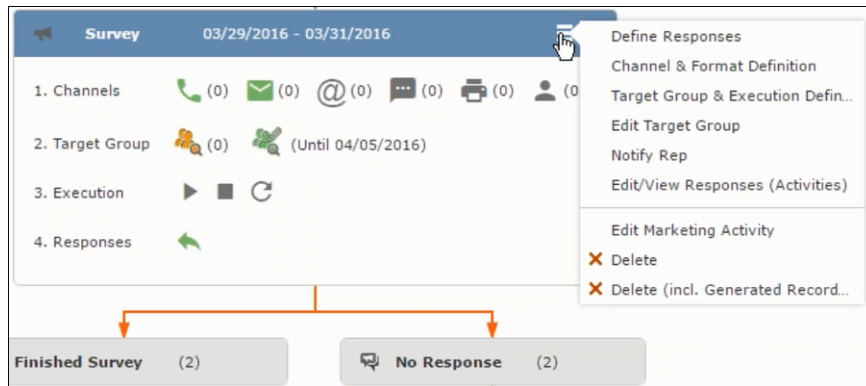 Survey 03/29/2016 - 03/31/2016
1. Channels (0) (0) @ (0) (0) (0) (0
2. Target Group (0) (Until 04/05/2016)
3. Execution
4. Responses
Define Responses
Channel & Format Definition
Target Group & Execution Defin...
Edit Target Group
Notify Rep
Edit/View Responses (Activities)
Edit Marketing Activity
Delete
Delete (incl. Generated Record...
Finished Survey (2)
No Response (2)